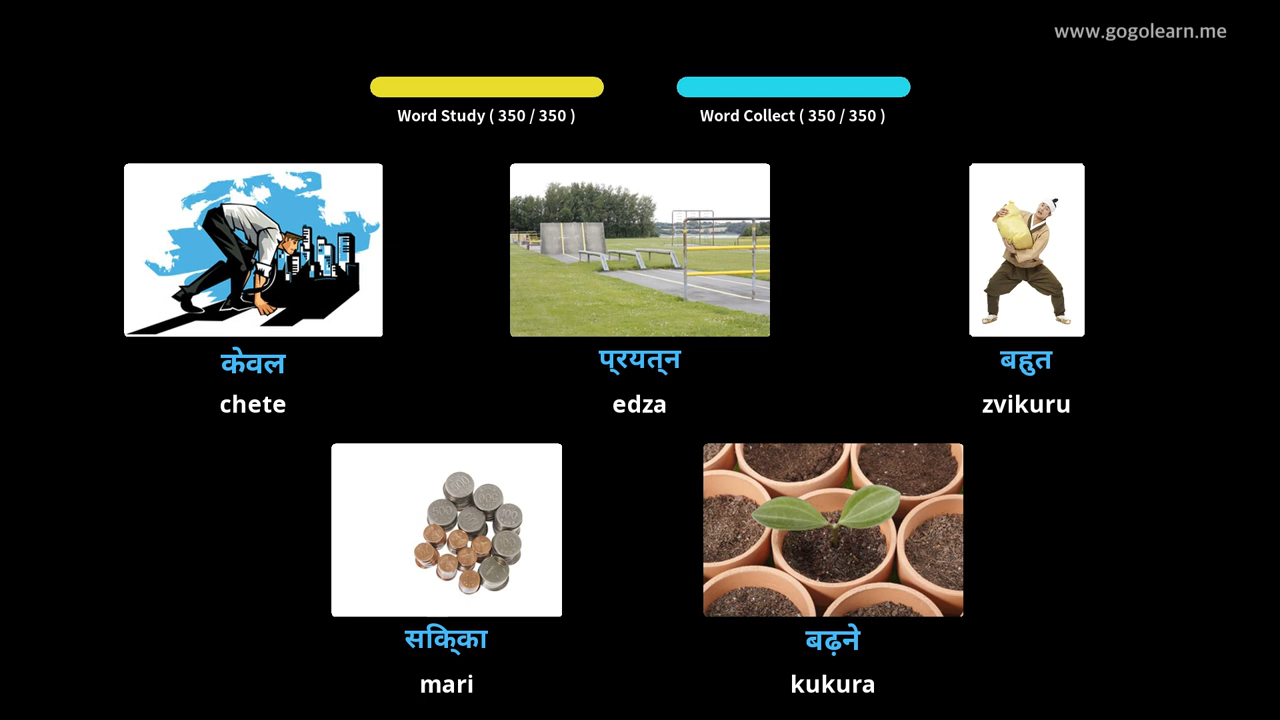 www.gogolearn.me
Word Study ( 350 / 350 )
Word Collect ( 350 / 350 )
केवल
प्रयत्न
बहुत
chete
edza
zvikuru
सिक्का
बढ़ने
mari
kukura